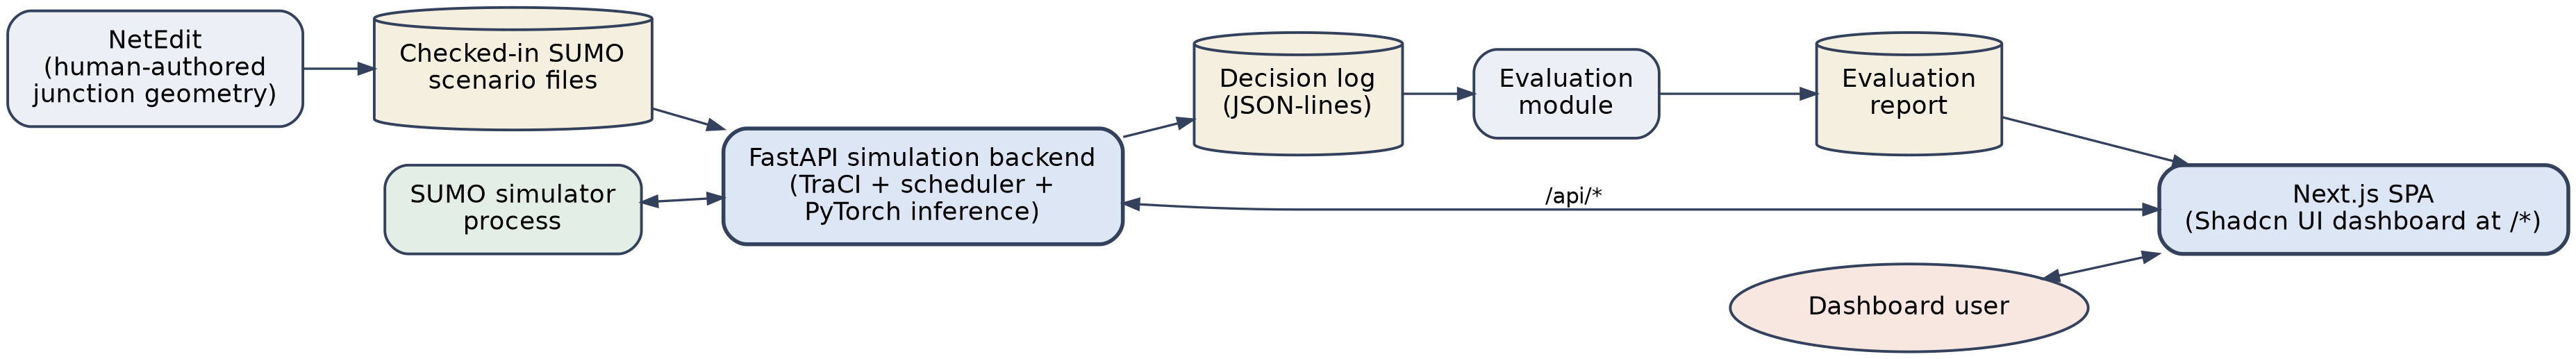 NetEdit
(human-authored
junction geometry)
Checked-in SUMO
scenario files
SUMO simulator
process
FastAPI simulation backend
(TraCI + scheduler +
PyTorch inference)
Decision log
(JSON-lines)
Evaluation
module
Evaluation
report
/api/*
Next.js SPA
(Shadcn UI dashboard at /*)
Dashboard user